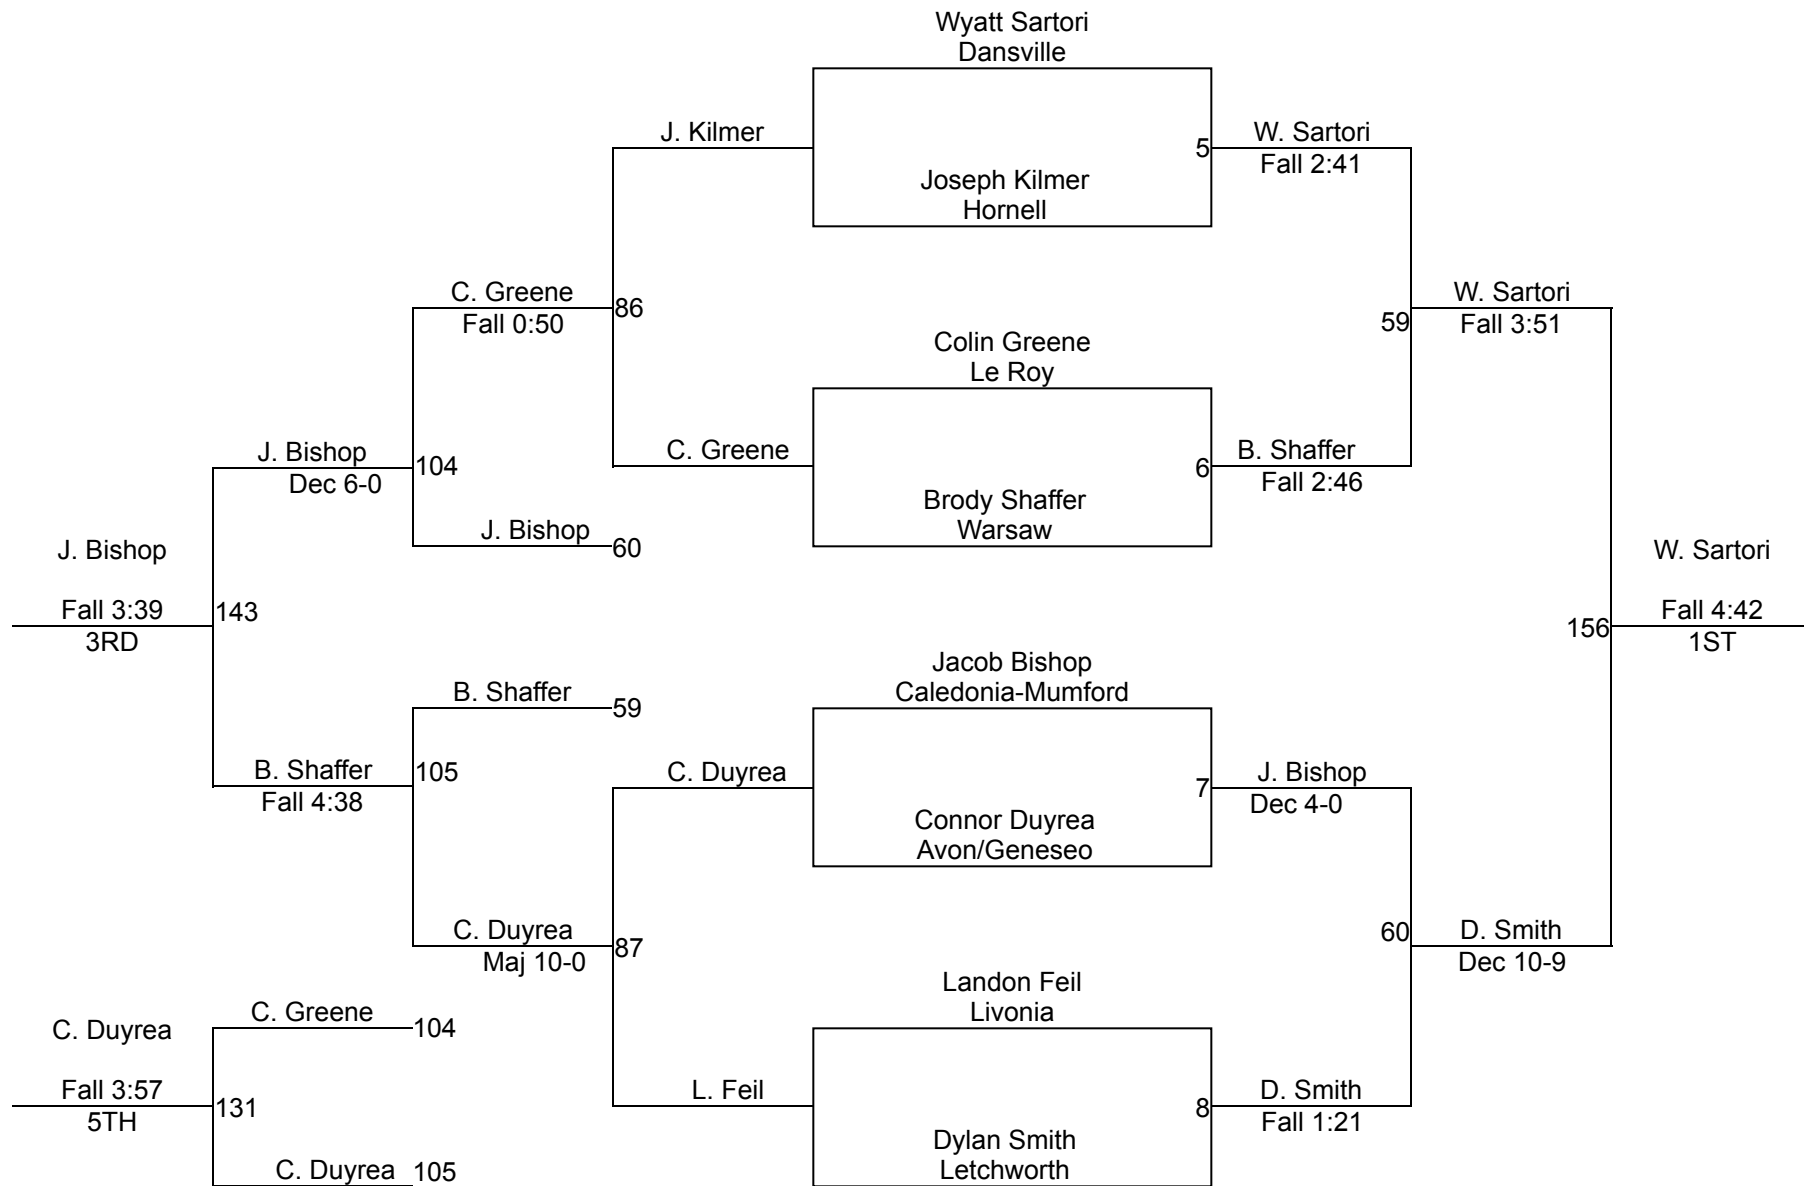 Wyatt Sartori
Dansville
J. Kilmer
5
W. Sartori
Fall 2:41
Joseph Kilmer
Hornell
C. Greene
Fall 0:50
86
59
W. Sartori
Fall 3:51
Colin Greene
Le Roy
J. Bishop
Dec 6-0
104
C. Greene
6
B. Shaffer
Fall 2:46
Brody Shaffer
Warsaw
J. Bishop
60
J. Bishop
Fall 3:39
3RD
143
W. Sartori
156
Fall 4:42
1ST
Jacob Bishop
Caledonia-Mumford
B. Shaffer
59
B. Shaffer
Fall 4:38
105
C. Duyrea
7
J. Bishop
Dec 4-0
Connor Duyrea
Avon/Geneseo
C. Duyrea
Maj 10-0
87
60
D. Smith
Dec 10-9
Landon Feil
Livonia
C. Greene
104
C. Duyrea
Fall 3:57
5TH
131
L. Feil
8
D. Smith
Fall 1:21
Dylan Smith
Letchworth
C. Duyrea
105